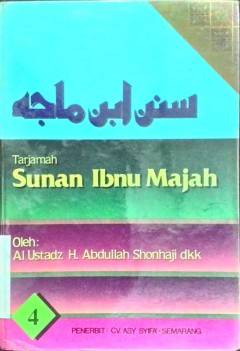 سنن ابن ماجه
Tarjamah
Sunan Ibnu Majah
Oleh:
Al Ustadz H. Abdullah Shonhaji dkk
4
PENERBIT : CV ASY SYIFA' SEMARANG